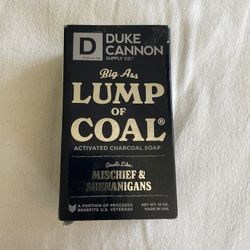 D
DUKE
CANNON
SUPPLY CO
Big Ass
LUMP
OF
COAL®
ACTIVATED CHARCOAL SOAP
Smells Like:
MISCHIEF &
SHENANIGANS
A PORTION OF PROCEEDS
BENEFITS U.S. VETERANS
NET WT. 10 OZ.
MADE IN USA